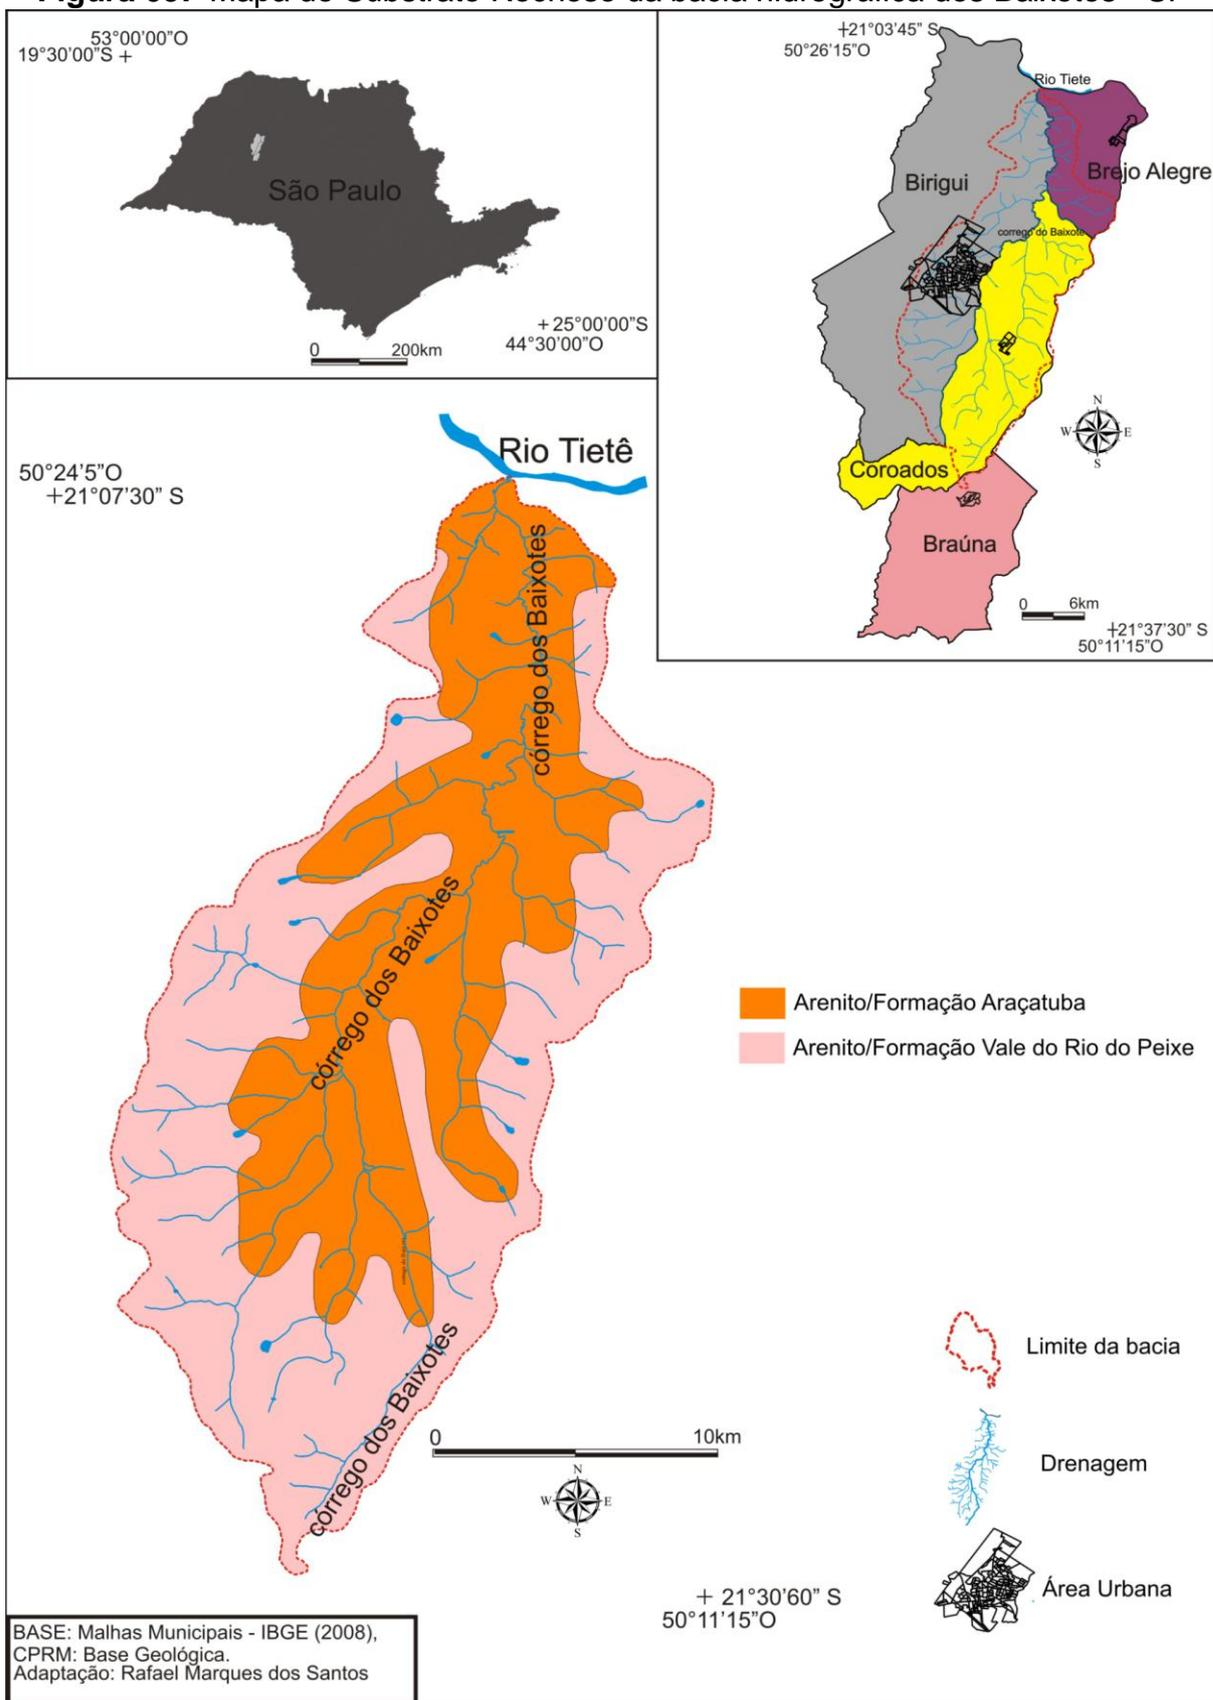 mapa do Substrato Rochoso da bacia hidrográfica dos Baixotes - SP
53°00'00"O
19°30'00"S +
São Paulo
+ 25°00'00"S
44°30'00"O
0 200km
+21°03'45" S
50°26'15"O
Rio Tiete
Birigui
Brejo Alegre
corrego do Baixote
Coroados
Braúna
N
W E
S
0 6km
+21°37'30" S
50°11'15"O
50°24'5"O
+21°07'30" S
Rio Tietê
córrego dos Baixotes
córrego dos Baixotes
córrego dos Baixotes
Arenito/Formação Araçatuba
Arenito/Formação Vale do Rio do Peixe
0 10km
N
W E
S
Limite da bacia
Drenagem
Área Urbana
+ 21°30'60" S
50°11'15"O
BASE: Malhas Municipais - IBGE (2008),
CPRM: Base Geológica.
Adaptação: Rafael Marques dos Santos